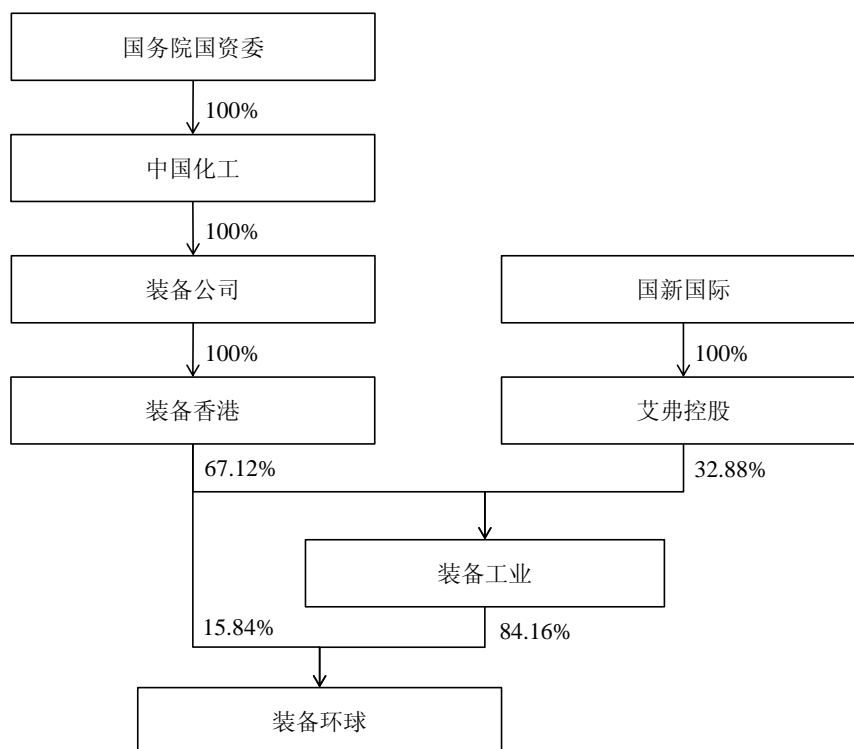 国务院国资委
100%
中国化工
100%
装备公司
国新国际
100%
100%
装备香港
艾弗控股
67.12%
32.88%
装备工业
15.84%
84.16%
装备环球